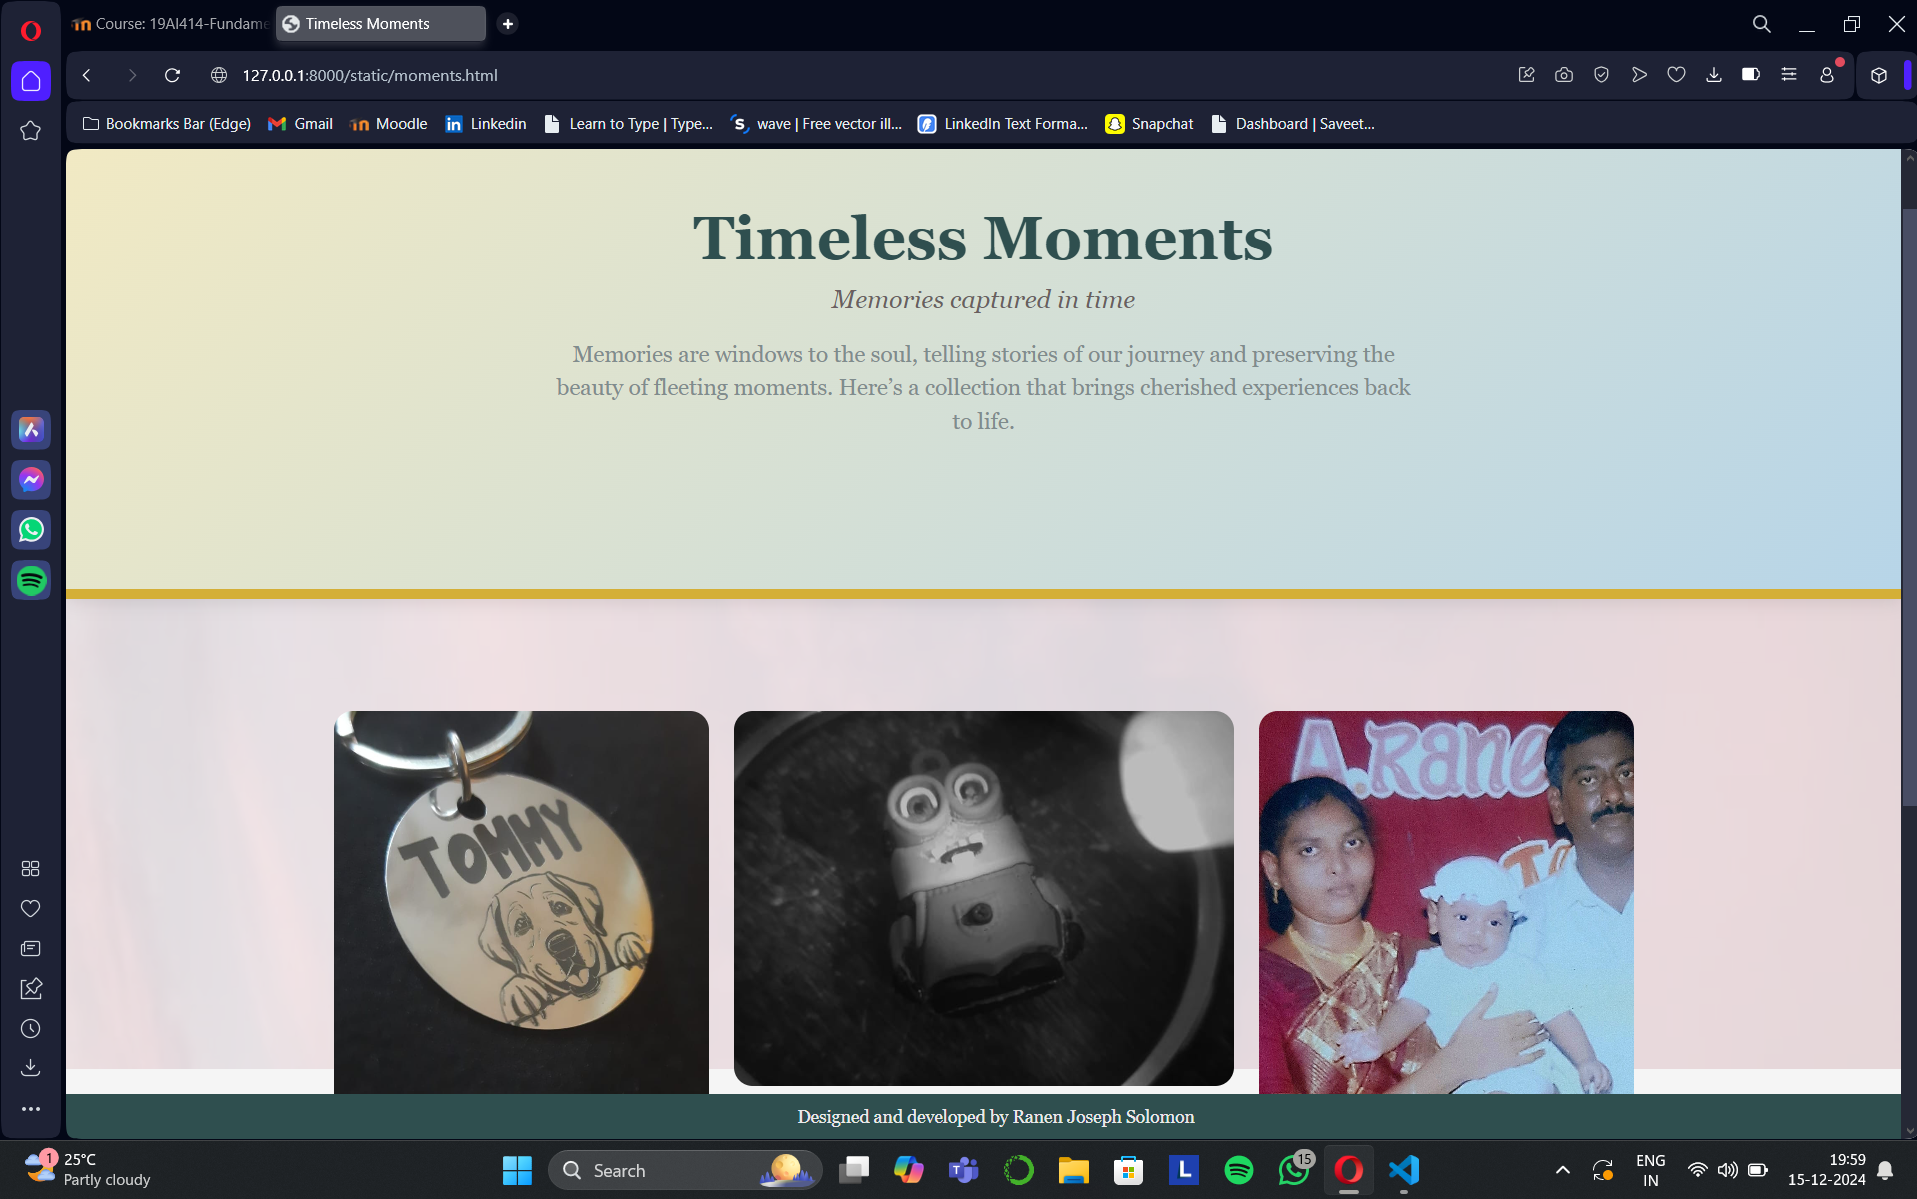 Course: 19AI414-Fundame
Timeless Moments
127.0.0.1:8000/static/moments.html
Bookmarks Bar (Edge)
Gmail
Moodle
Linkedin
Learn to Type | Type...
wave | Free vector ill...
LinkedIn Text Forma...
Snapchat
Dashboard | Saveet...
Timeless Moments
Memories captured in time
Memories are windows to the soul, telling stories of our journey and preserving the
beauty of fleeting moments. Here’s a collection that brings cherished experiences back
to life.
TOMMY
A.Rane
Designed and developed by Ranen Joseph Solomon
1
25°C
Partly cloudy
Search
L
15
ENG
IN
19:59
15-12-2024